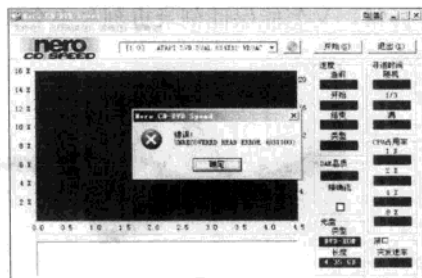 Nero CD-DVD Speed
nero
CD SPEED
开始(S)
退出(E)
16 X
14 X
12 X
10 X
8 X
6 X
4 X
2 X
20
16
12
8
4
0.0 0.5 1.0 1.5 2.0 2.5 3.0 3.5 4.0 4.5
Nero CD-DVD Speed
错误:
UNRECOVERED READ ERROR
确定
速度
当前
开始
结束
类型
DAE品质
精确流
光盘
类型
DVD-ROM
长度
4.35 GB
寻道时间
随机
1/3
满
CPU占用率
1 X
2 X
4 X
8 X
接口
突发速率